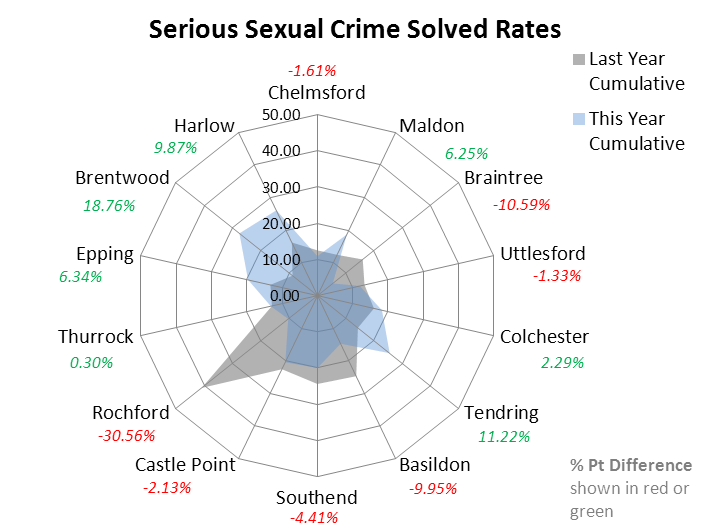 Serious Sexual Crime Solved Rates
Last Year
Cumulative
This Year
Cumulative
-1.61%
Chelmsford
50.00
40.00
30.00
20.00
10.00
0.00
Maldon
6.25%
Braintree
-10.59%
Uttlesford
-1.33%
Colchester
2.29%
Tendring
11.22%
Basildon
-9.95%
Southend
-4.41%
Castle Point
-2.13%
Rochford
-30.56%
Thurrock
0.30%
Epping
6.34%
Brentwood
18.76%
Harlow
9.87%
% Pt Difference
shown in red or
green